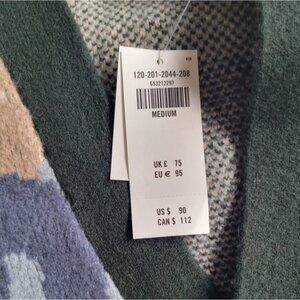 120-201-2044-208
653212297
MEDIUM
UK £ 75
EU € 95
US $ 90
CAN $ 112